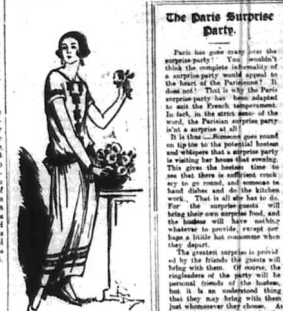 The Paris Surprise
Party.
Paris has gone crazy over the
surprise-party! You wouldn't
think the complete informality of
a surprise-party would appeal to
the heart of the Parisienne? It
does not! That is why the Paris
surprise-party has been adapted
to suit the French temperament.
In fact, in the strict sense of the
word, the Parisian surprise party
is'nt a surprise at all!
It is thus :—Someone goes round
on tip toe to the potential hostess
and whispers that a surprise party
is visiting her house that evening.
This gives the hostess time to
see that there is sufficient crock
ery to go round, and someone to
hand dishes and do the kitchen
work. That is all she has to do.
For the surprise-guests will
bring their own surprise food, and
the hostess will have nothing
whatever to provide, except per
haps a little hot consomme when
they depart.
The greatest surprise is provid
ed by the friends the guests will
bring with them. Of course, the
ringleaders of the party will be
personal friends of the hostess,
but it is an understood thing
that they may bring with them
just whomsoever they choose.